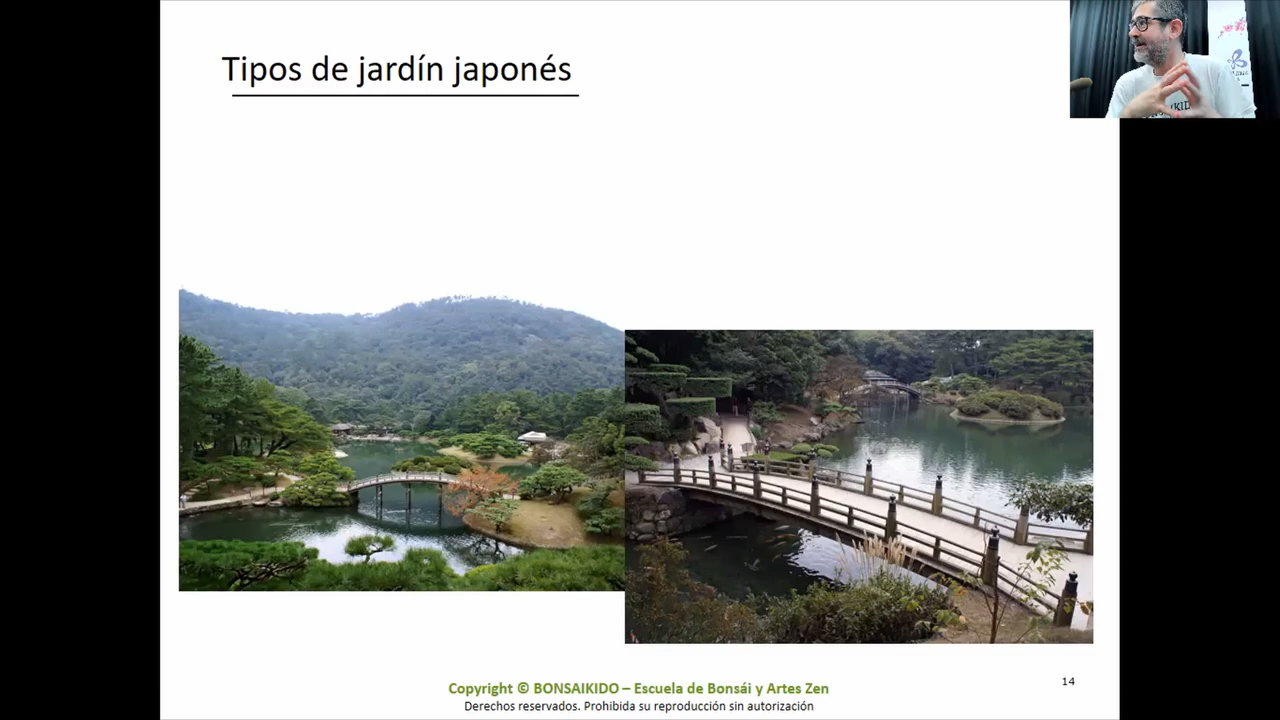 Tipos de jardín japonés
14
Copyright © BONSAIKIDO – Escuela de Bonsái y Artes Zen
Derechos reservados. Prohibida su reproducción sin autorización